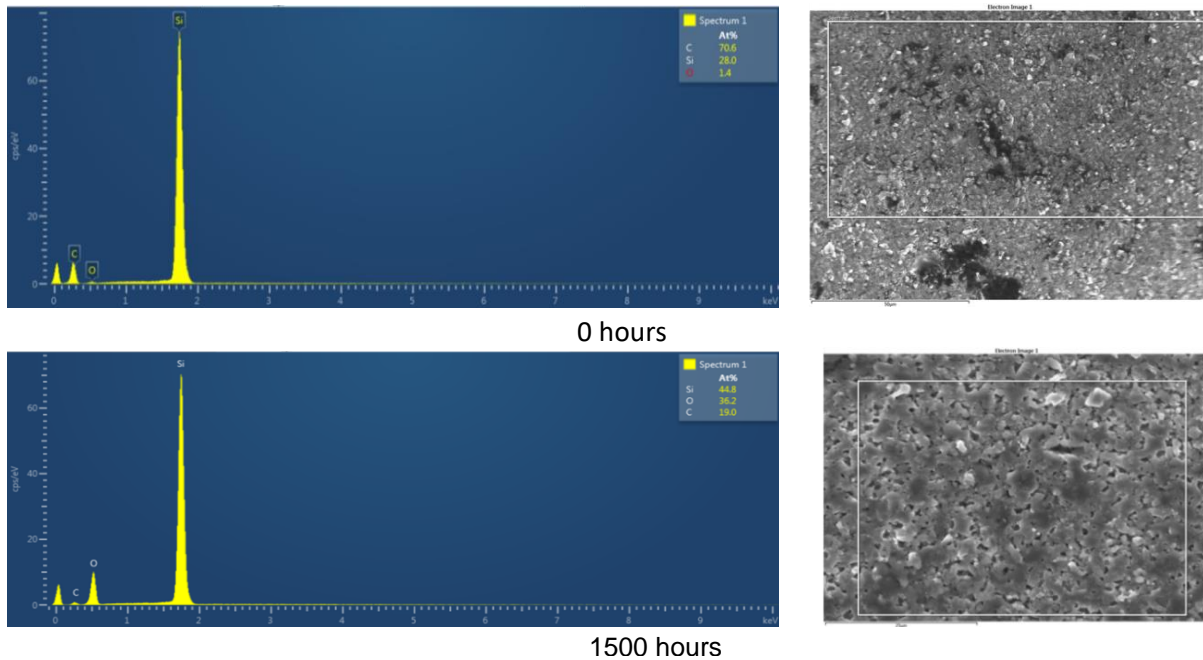 Si
Spectrum 1
At%
C 70.6
Si 28.0
O 1.4
60
40
20
0
cps/eV
C
O
0 1 2 3 4 5 6 7 8 9 keV
Electron Image 1
0 hours
Si
Spectrum 1
At%
Si 44.8
O 36.2
C 19.0
60
40
20
0
cps/eV
O
C
0 1 2 3 4 5 6 7 8 9 keV
Electron Image 1
1500 hours